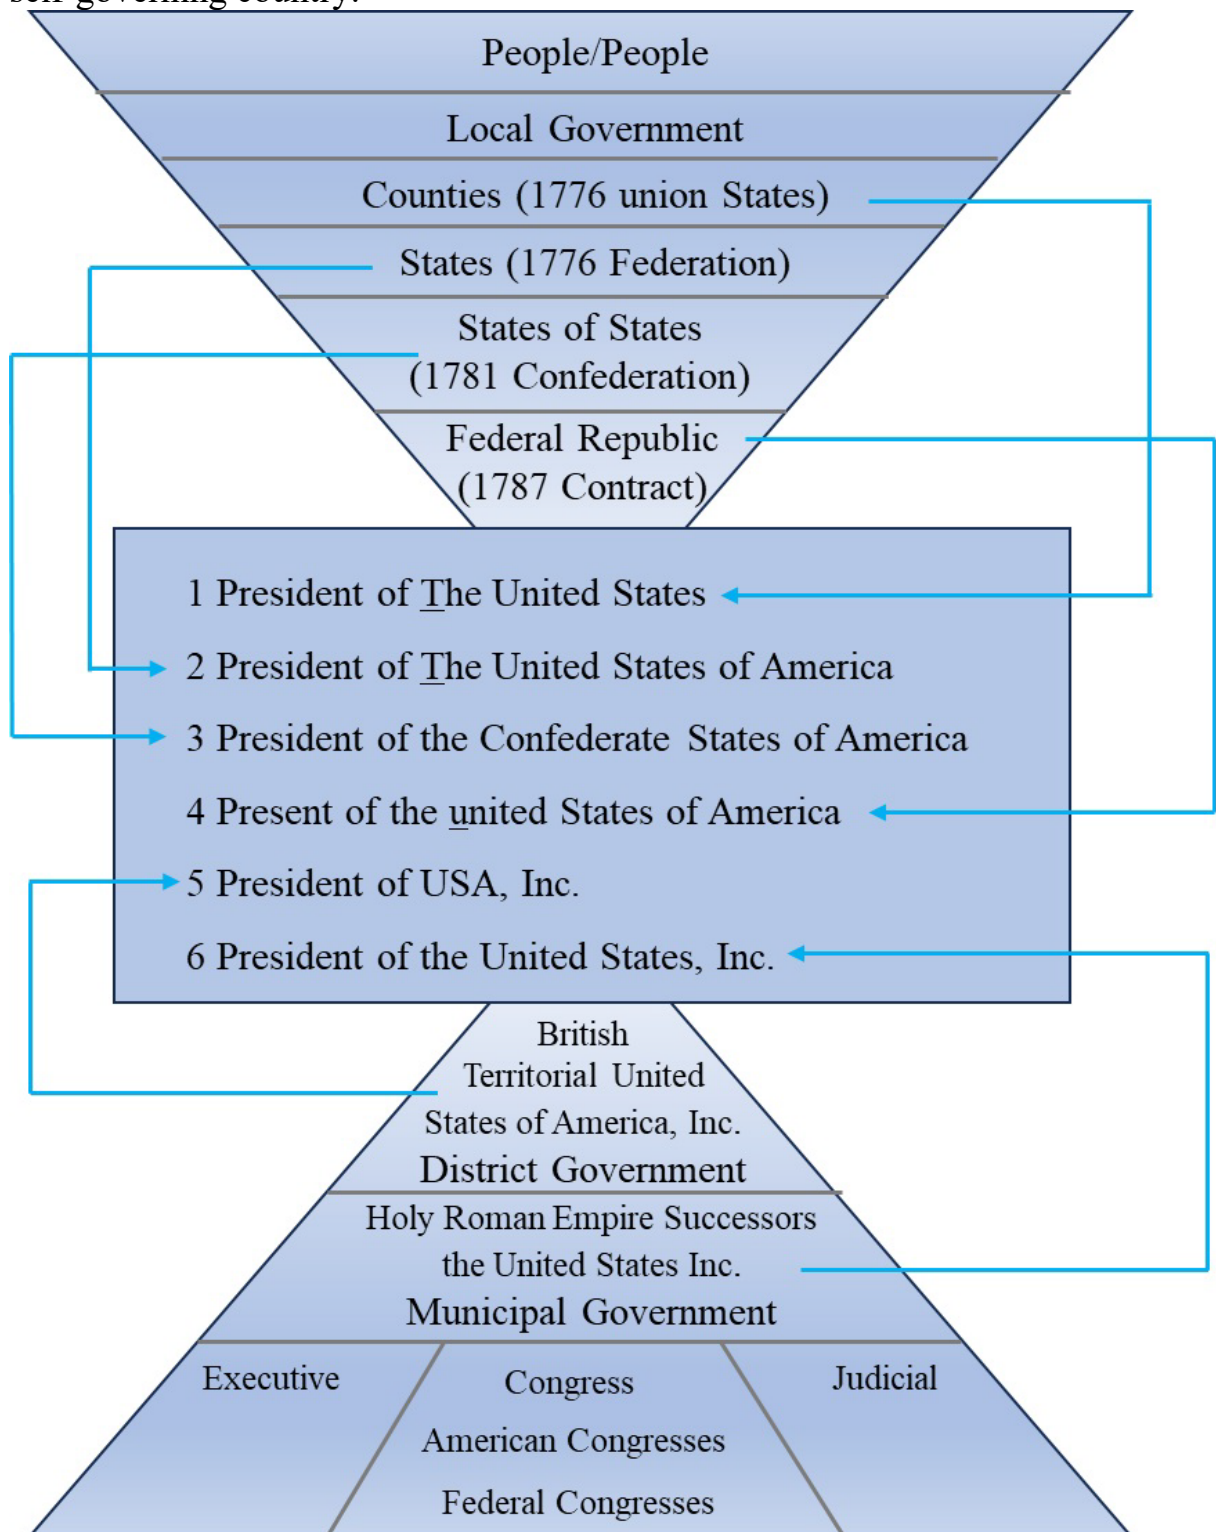 self-governing country.
People/People
Local Government
Counties (1776 union States)
States (1776 Federation)
States of States
(1781 Confederation)
Federal Republic
(1787 Contract)
1 President of The United States
2 President of The United States of America
3 President of the Confederate States of America
4 Present of the united States of America
5 President of USA, Inc.
6 President of the United States, Inc.
British
Territorial United
States of America, Inc.
District Government
Holy Roman Empire Successors
the United States Inc.
Municipal Government
Executive
Congress
Judicial
American Congresses
Federal Congresses